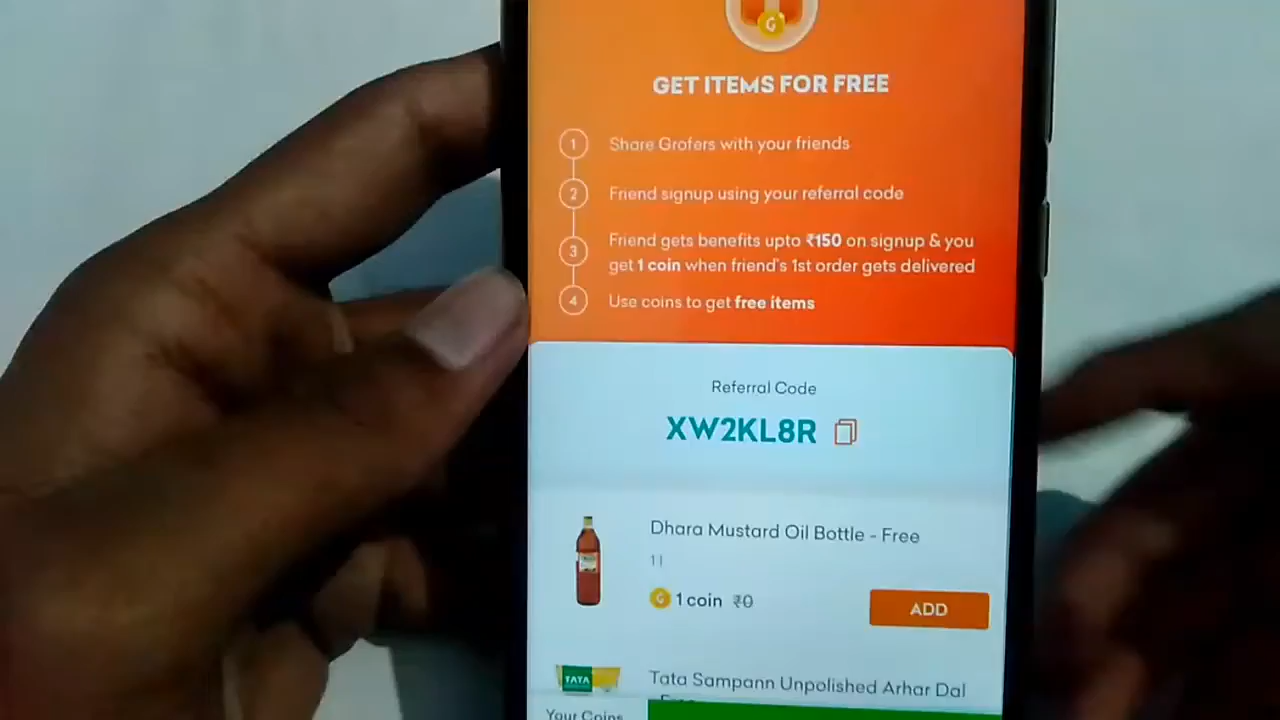 G
GET ITEMS FOR FREE
1 Share Grofers with your friends
2 Friend signup using your referral code
3 Friend gets benefits upto ₹150 on signup & you
get 1 coin when friend's 1st order gets delivered
4 Use coins to get free items
Referral Code
XW2KL8R
Dhara Mustard Oil Bottle - Free
1 l
G 1 coin ₹0
ADD
TATA
Tata Sampann Unpolished Arhar Dal
Your Coins